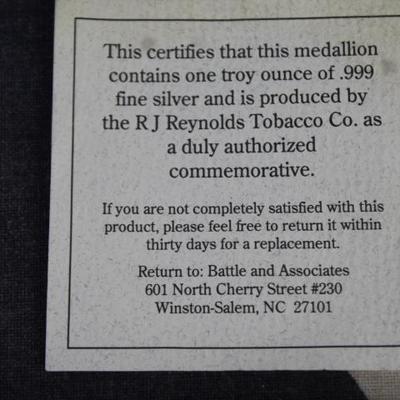 This certifies that this medallion
contains one troy ounce of .999
fine silver and is produced by
the R J Reynolds Tobacco Co. as
a duly authorized
commemorative.
If you are not completely satisfied with this
product, please feel free to return it within
thirty days for a replacement.
Return to: Battle and Associates
601 North Cherry Street #230
Winston-Salem, NC 27101